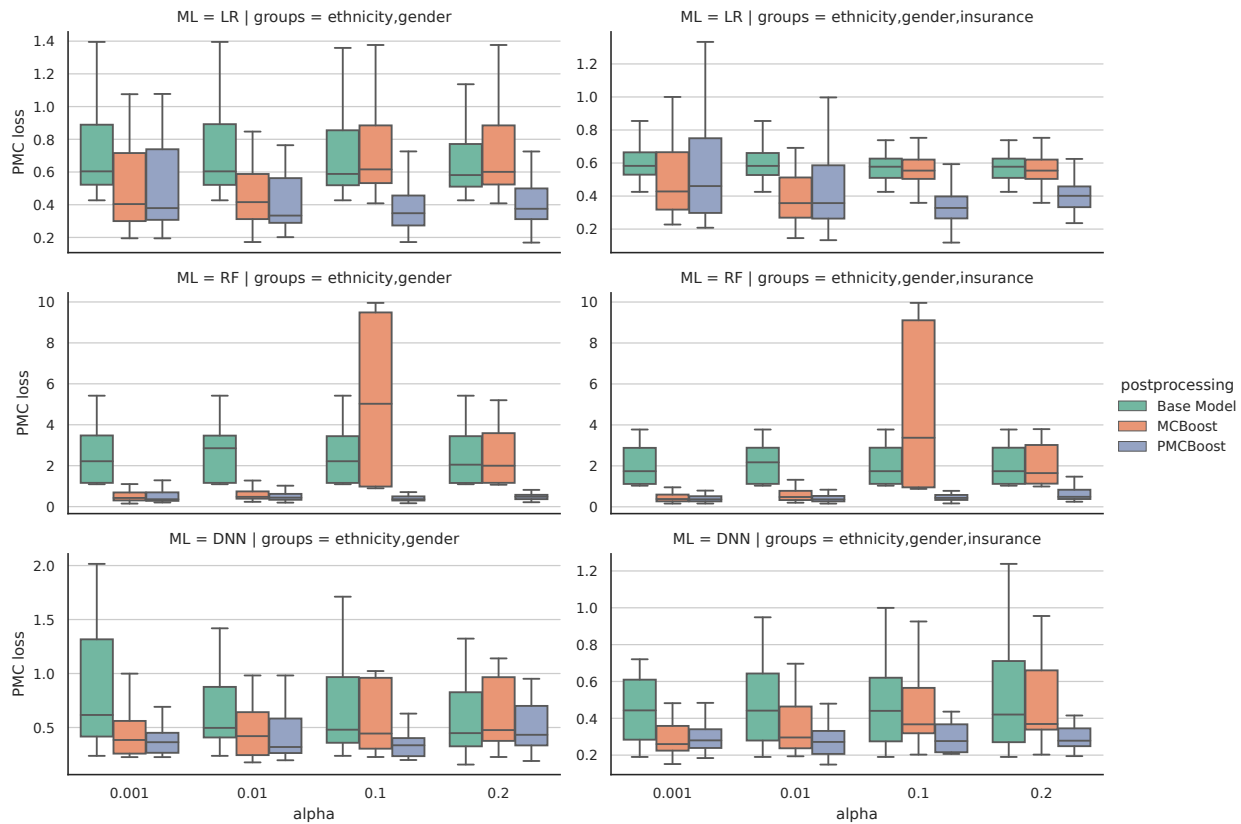 ML = LR | groups = ethnicity,gender
ML = LR | groups = ethnicity,gender,insurance
PMC loss
1.4
1.2
1.0
0.8
0.6
0.4
0.2
1.2
1.0
0.8
0.6
0.4
0.2
ML = RF | groups = ethnicity,gender
ML = RF | groups = ethnicity,gender,insurance
PMC loss
10
8
6
4
2
0
10
8
6
4
2
0
postprocessing
Base Model
MCBoost
PMCBoost
ML = DNN | groups = ethnicity,gender
ML = DNN | groups = ethnicity,gender,insurance
PMC loss
2.0
1.5
1.0
0.5
1.2
1.0
0.8
0.6
0.4
0.2
0.001 0.01 0.1 0.2
alpha
0.001 0.01 0.1 0.2
alpha